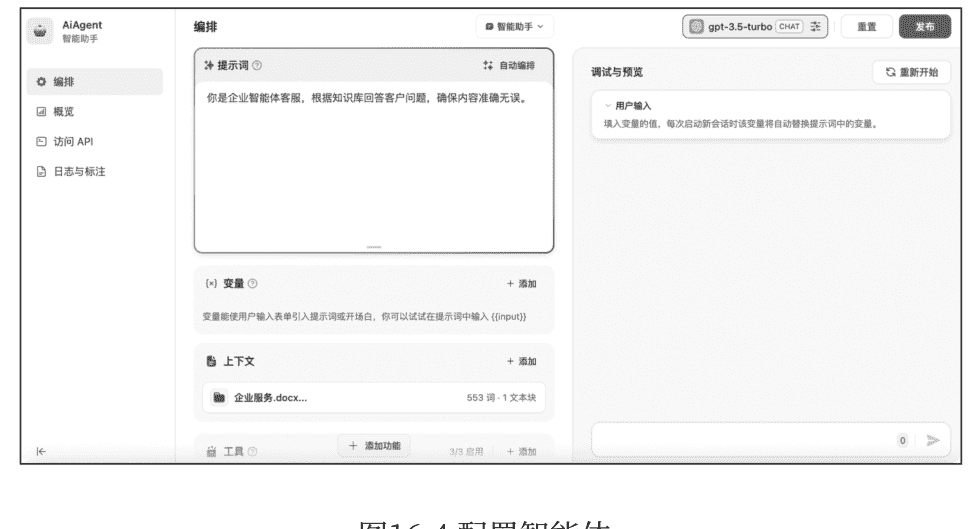 AiAgent
智能助手
编排
概览
访问 API
日志与标注
编排
智能助手
gpt-3.5-turbo CHAT
重置
发布
提示词
自动编排
你是企业智能体客服，根据知识库回答客户问题，确保内容准确无误。
{×} 变量
+ 添加
变量能使用户输入表单引入提示词或开场白，你可以试试在提示词中输入 {{input}}
上下文
+ 添加
企业服务.docx...
553 词 · 1 文本块
工具
+ 添加功能
3/3 启用
+ 添加
调试与预览
重新开始
用户输入
填入变量的值，每次启动新会话时该变量将自动替换提示词中的变量。
0
图16-4 配置智能体